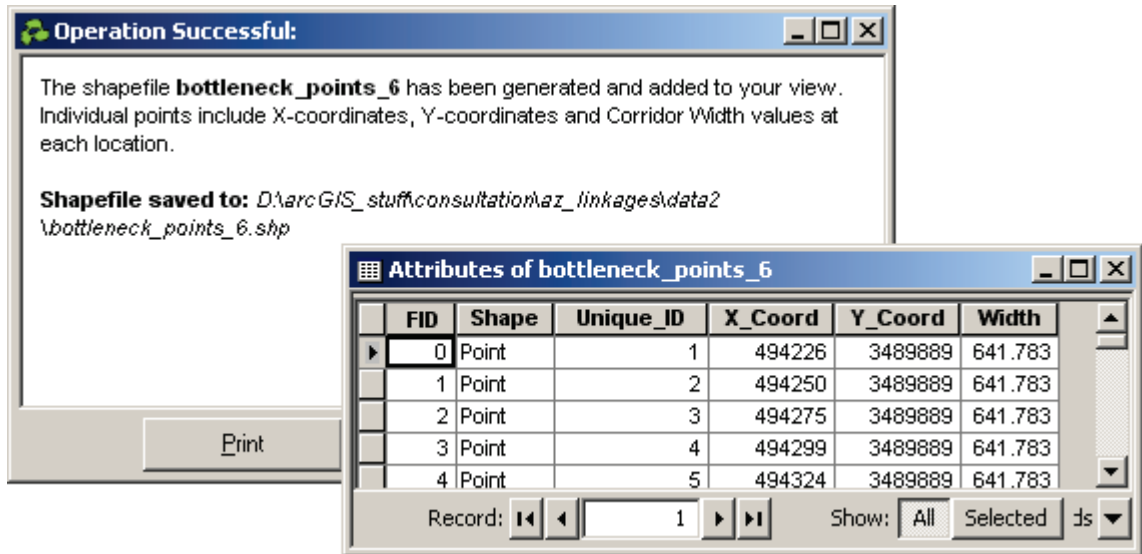 Operation Successful:
The shapefile bottleneck_points_6 has been generated and added to your view.
Individual points include X-coordinates, Y-coordinates and Corridor Width values at
each location.
Shapefile saved to: D:\arcGIS_stuff\consultation\az_linkages\data2
\bottleneck_points_6.shp
Print
Attributes of bottleneck_points_6
FID Shape Unique_ID X_Coord Y_Coord Width
0 Point 1 494226 3489889 641.783
1 Point 2 494250 3489889 641.783
2 Point 3 494275 3489889 641.783
3 Point 4 494299 3489889 641.783
4 Point 5 494324 3489889 641.783
Record: 1 Show: All Selected ds